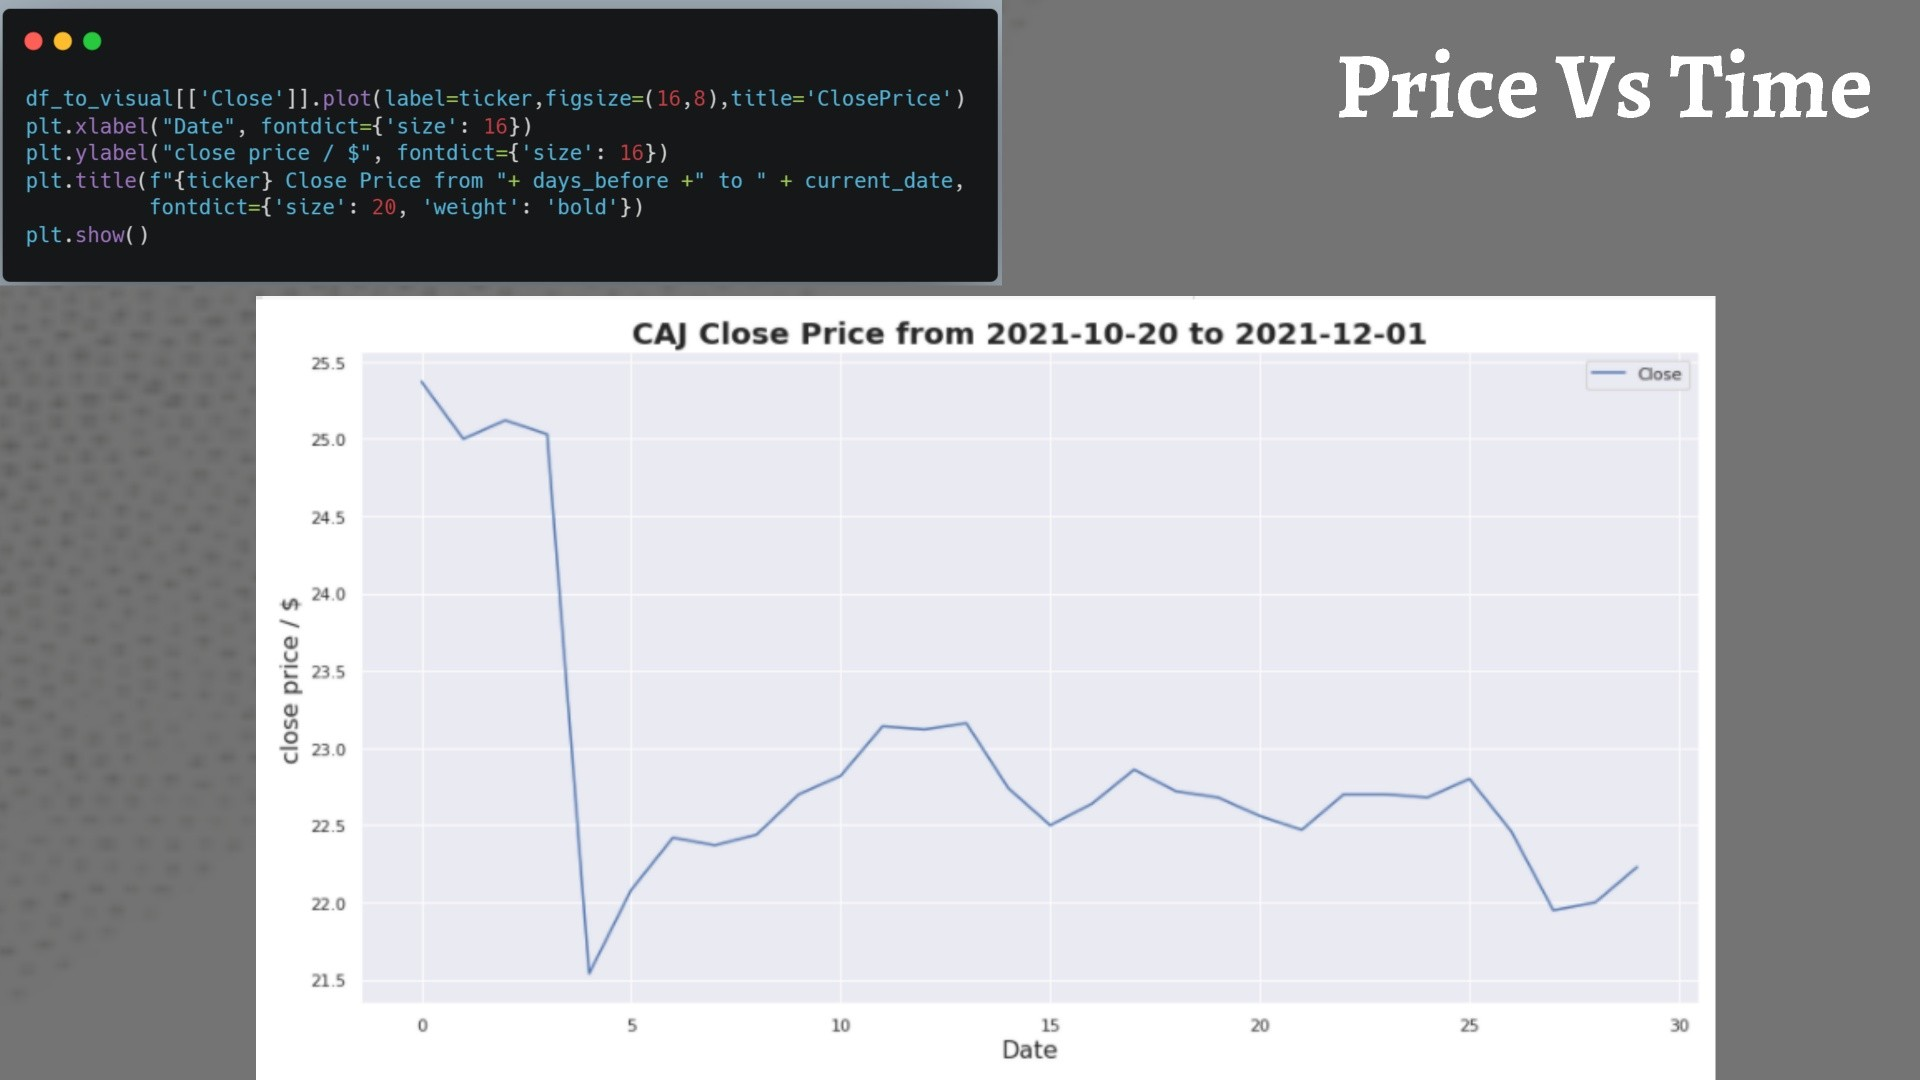 df_to_visual[['Close']].plot(label=ticker,figsize=(16,8),title='ClosePrice')
plt.xlabel("Date", fontdict={'size': 16})
plt.ylabel("close price / $", fontdict={'size': 16})
plt.title(f"{ticker} Close Price from "+ days_before +" to " + current_date,
          fontdict={'size': 20, 'weight': 'bold'})
plt.show()
Price Vs Time
CAJ Close Price from 2021-10-20 to 2021-12-01
Close
close price / $
25.5
25.0
24.5
24.0
23.5
23.0
22.5
22.0
21.5
0 5 10 15 20 25 30
Date